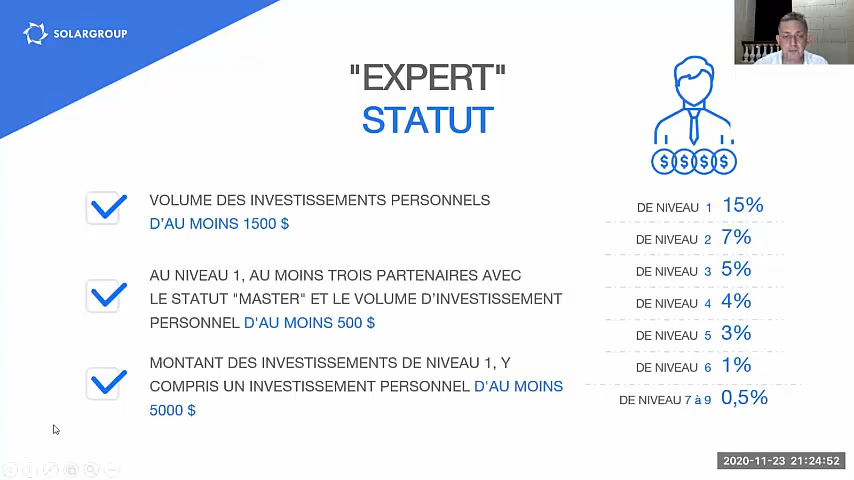 SOLARGROUP
"EXPERT"
STATUT
VOLUME DES INVESTISSEMENTS PERSONNELS
D'AU MOINS 1500 $
AU NIVEAU 1, AU MOINS TROIS PARTENAIRES AVEC
LE STATUT "MASTER" ET LE VOLUME D'INVESTISSEMENT
PERSONNEL D'AU MOINS 500 $
MONTANT DES INVESTISSEMENTS DE NIVEAU 1, Y
COMPRIS UN INVESTISSEMENT PERSONNEL D'AU MOINS
5000 $
$ $ $ $
DE NIVEAU 1 15%
DE NIVEAU 2 7%
DE NIVEAU 3 5%
DE NIVEAU 4 4%
DE NIVEAU 5 3%
DE NIVEAU 6 1%
DE NIVEAU 7 à 9 0,5%
2020-11-23 21:24:52